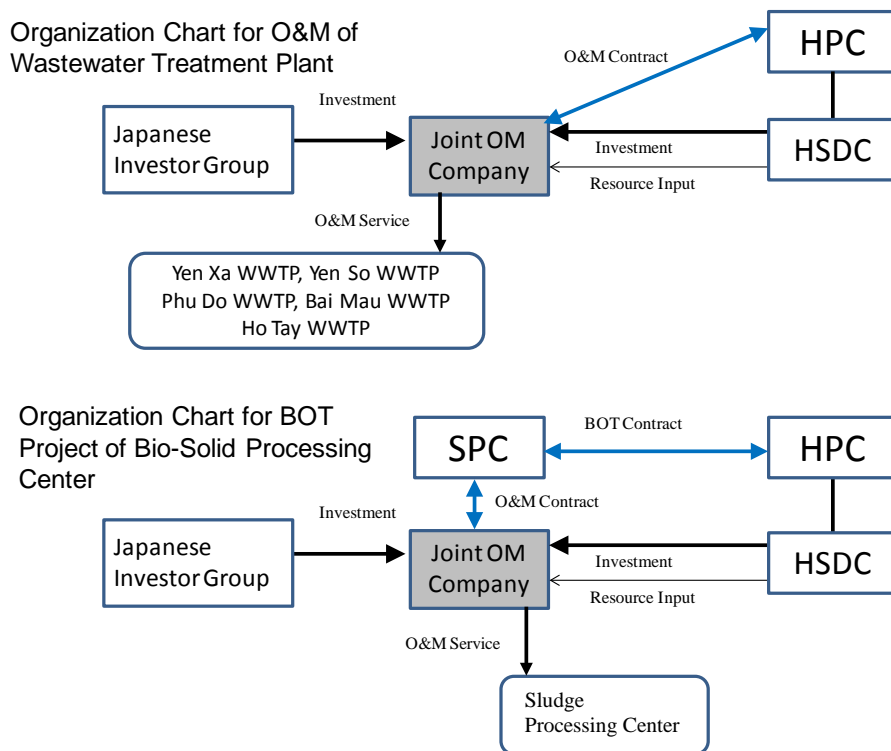 Organization Chart for O&M of
Wastewater Treatment Plant
HPC
O&M Contract
Investment
Japanese
Investor Group
Joint OM
Company
Investment
HSDC
Resource Input
O&M Service
Yen Xa WWTP, Yen So WWTP
Phu Do WWTP, Bai Mau WWTP
Ho Tay WWTP
Organization Chart for BOT
Project of Bio-Solid Processing
Center
SPC
BOT Contract
HPC
O&M Contract
Investment
Japanese
Investor Group
Joint OM
Company
Investment
HSDC
Resource Input
O&M Service
Sludge
Processing Center